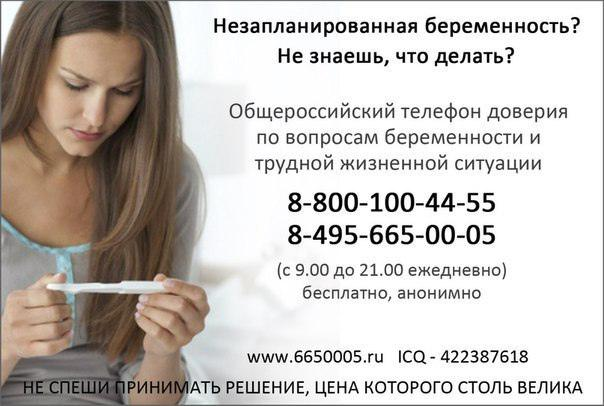 Незапланированная беременность?
Не знаешь, что делать?
Общероссийский телефон доверия
по вопросам беременности и
трудной жизненной ситуации
8-800-100-44-55
8-495-665-00-05
(с 9.00 до 21.00 ежедневно)
бесплатно, анонимно
www.6650005.ru ICQ - 422387618
НЕ СПЕШИ ПРИНИМАТЬ РЕШЕНИЕ, ЦЕНА КОТОРОГО СТОЛЬ ВЕЛИКА